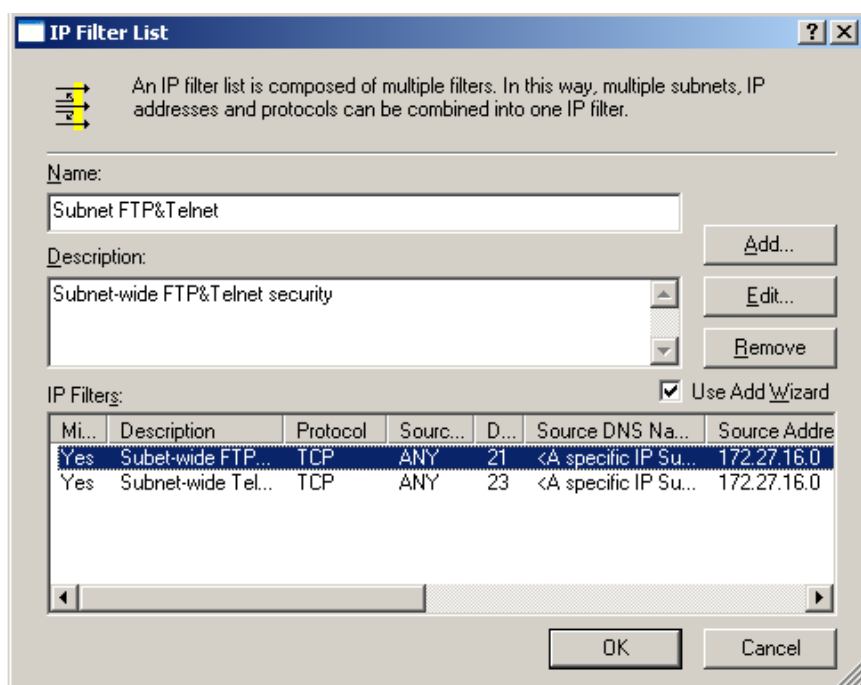 IP Filter List
An IP filter list is composed of multiple filters. In this way, multiple subnets, IP
addresses and protocols can be combined into one IP filter.
Name:
Subnet FTP&Telnet
Add...
Description:
Subnet-wide FTP&Telnet security
Edit...
Remove
IP Filters:
Use Add Wizard
Mi... Description Protocol Sourc... D... Source DNS Na... Source Addre
Yes Subet-wide FTP... TCP ANY 21 <A specific IP Su... 172.27.16.0
Yes Subnet-wide Tel... TCP ANY 23 <A specific IP Su... 172.27.16.0
OK Cancel